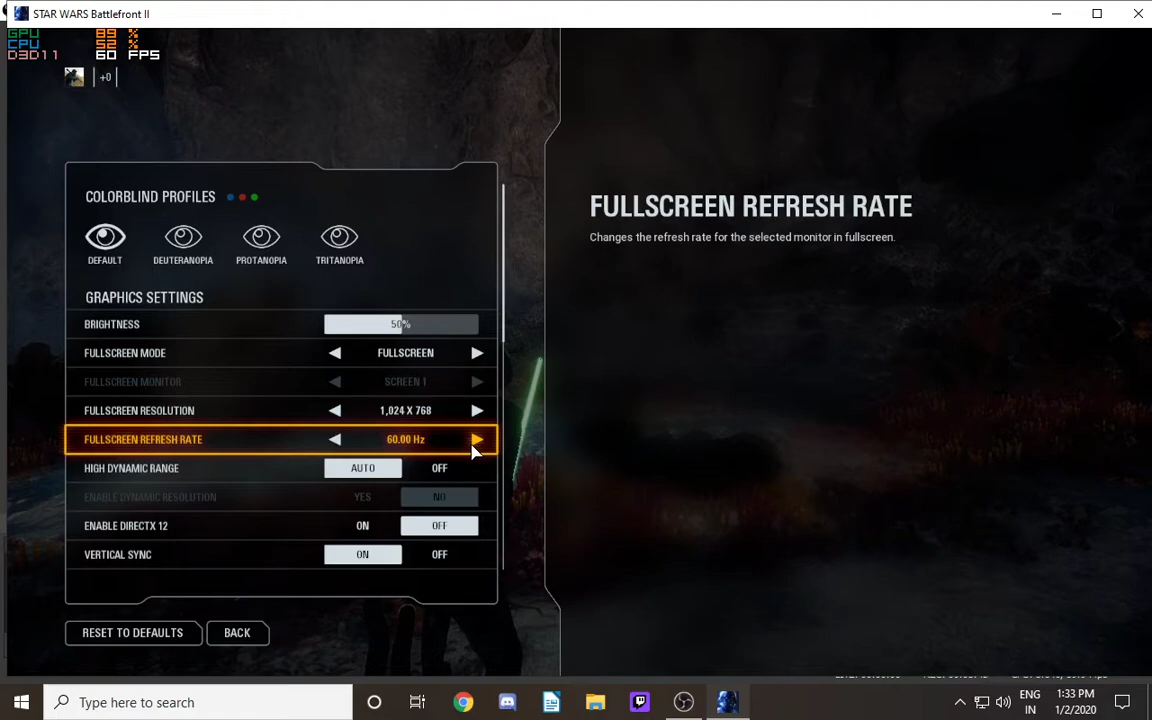 STAR WARS Battlefront II
GPU 89 %
CPU 52 %
D3D11 60 FPS
+0
COLORBLIND PROFILES
DEFAULT DEUTERANOPIA PROTANOPIA TRITANOPIA
GRAPHICS SETTINGS
BRIGHTNESS 50%
FULLSCREEN MODE FULLSCREEN
FULLSCREEN MONITOR SCREEN 1
FULLSCREEN RESOLUTION 1,024 X 768
FULLSCREEN REFRESH RATE 60.00 Hz
HIGH DYNAMIC RANGE AUTO OFF
ENABLE DYNAMIC RESOLUTION YES NO
ENABLE DIRECTX 12 ON OFF
VERTICAL SYNC ON OFF
RESET TO DEFAULTS BACK
FULLSCREEN REFRESH RATE
Changes the refresh rate for the selected monitor in fullscreen.
Type here to search
ENG
IN
1:33 PM
1/2/2020